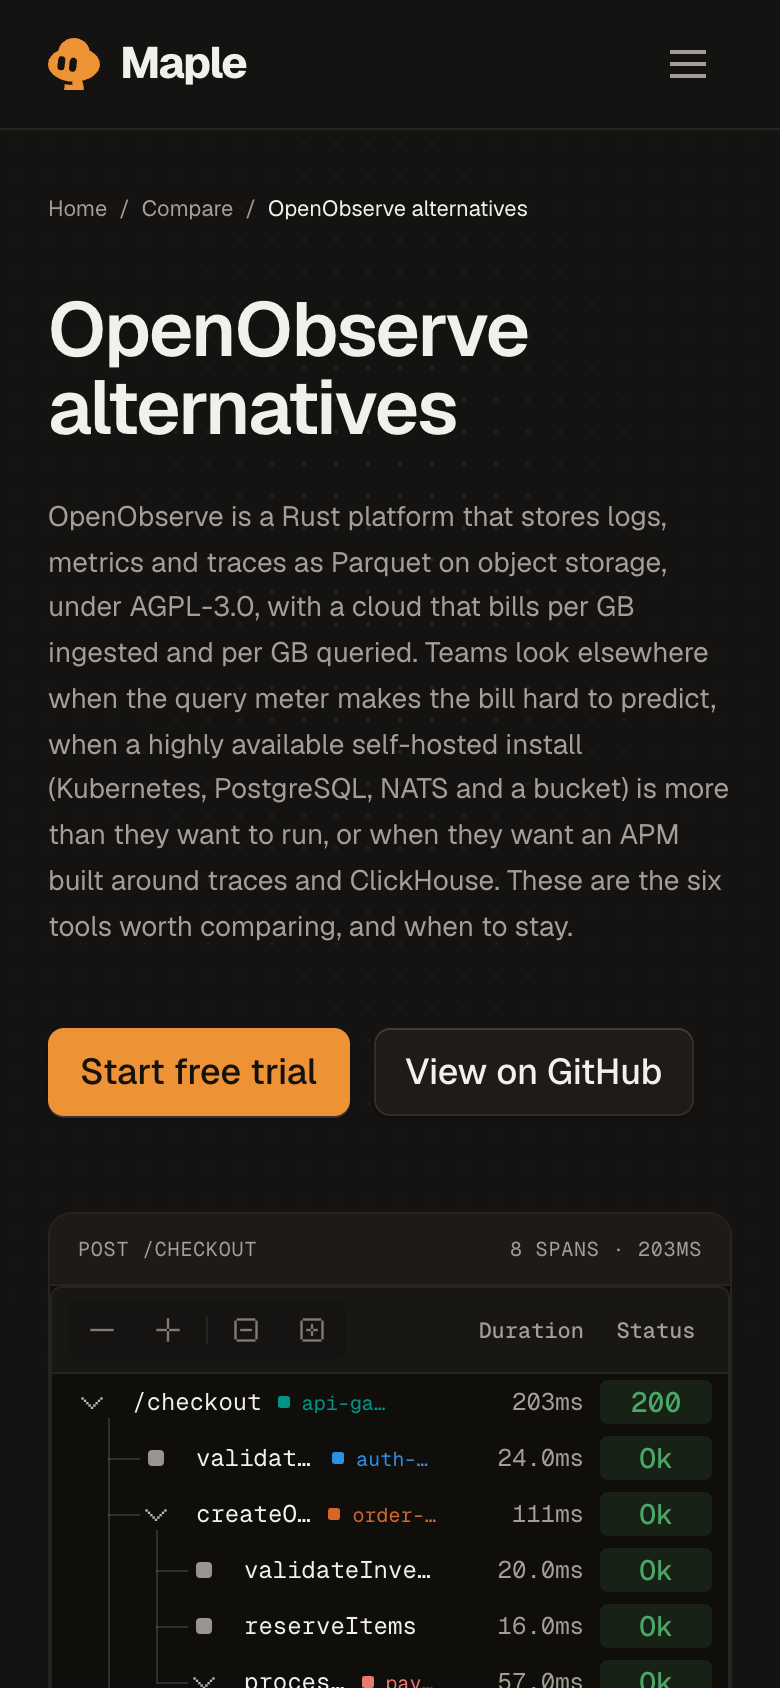 Maple
Home / Compare / OpenObserve alternatives
OpenObserve
alternatives
OpenObserve is a Rust platform that stores logs,
metrics and traces as Parquet on object storage,
under AGPL-3.0, with a cloud that bills per GB
ingested and per GB queried. Teams look elsewhere
when the query meter makes the bill hard to predict,
when a highly available self-hosted install
(Kubernetes, PostgreSQL, NATS and a bucket) is more
than they want to run, or when they want an APM
built around traces and ClickHouse. These are the six
tools worth comparing, and when to stay.
Start free trial View on GitHub
POST /CHECKOUT 8 SPANS · 203MS
Duration Status
/checkout api-ga… 203ms 200
validat… auth-… 24.0ms Ok
createO… order-… 111ms Ok
validateInve… 20.0ms Ok
reserveItems 16.0ms Ok
proces… pay… 57.0ms Ok